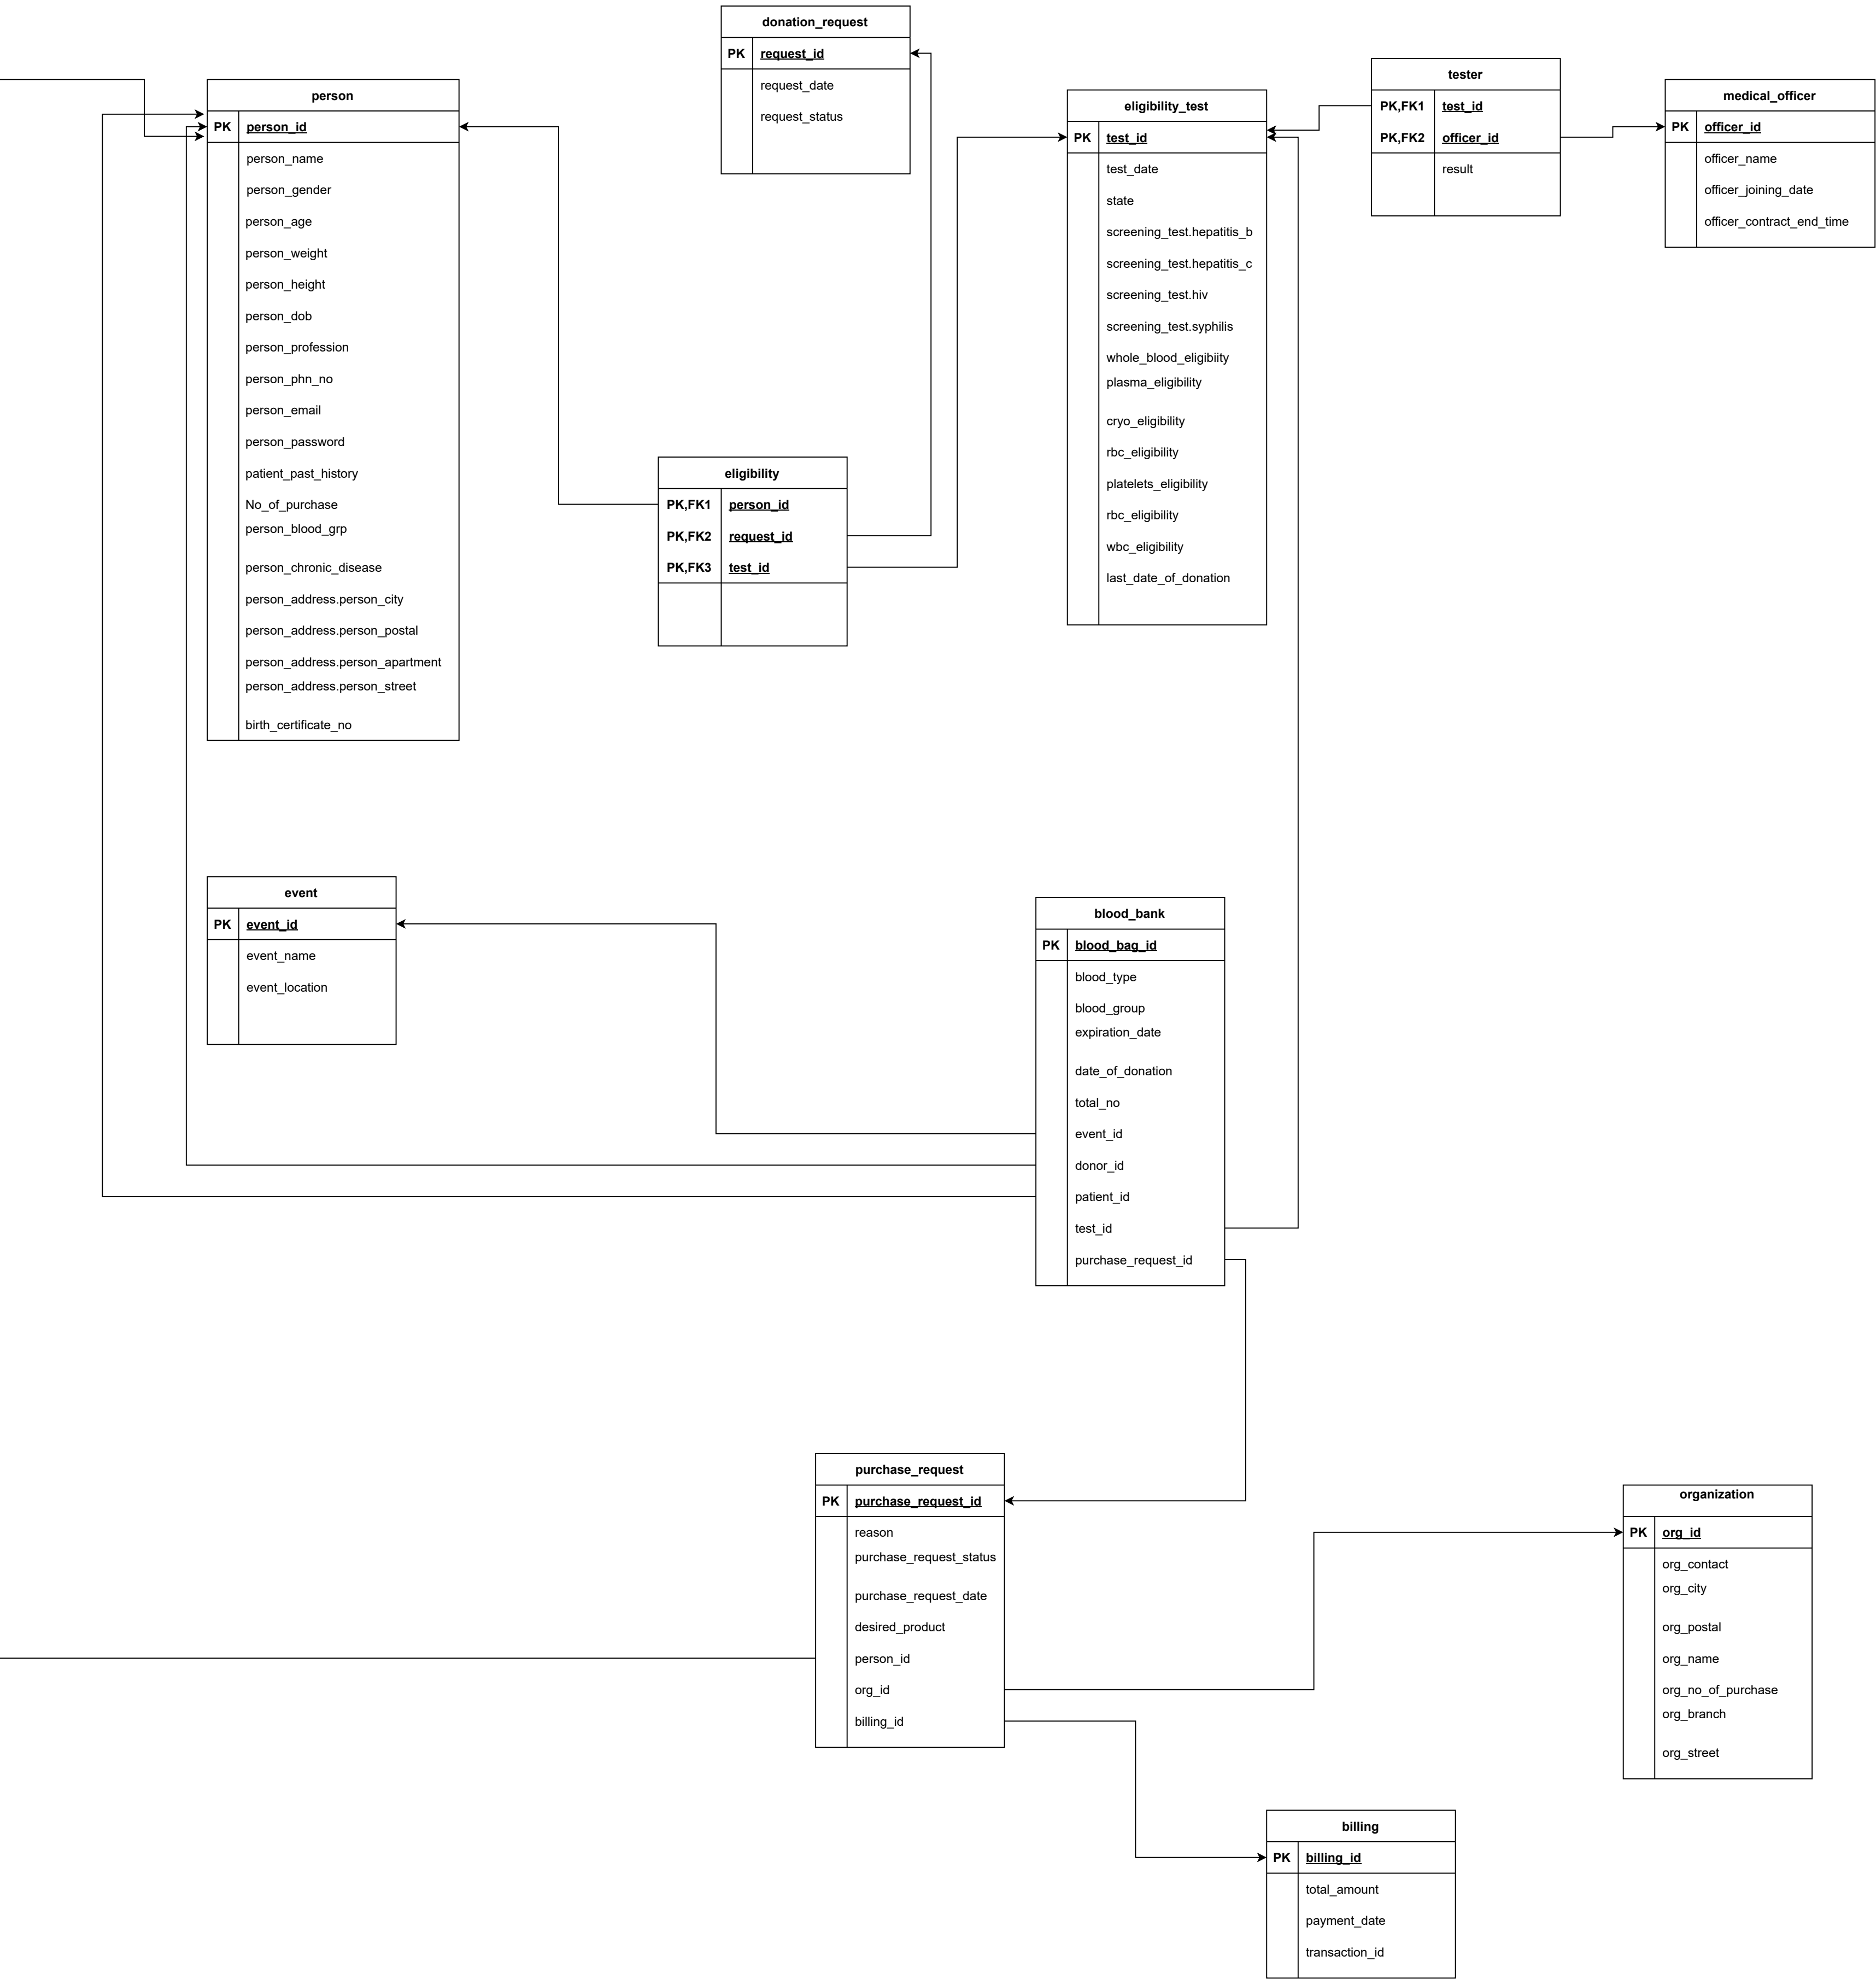 donation_request
PK request_id
request_date
request_status
person
PK person_id
person_name
person_gender
person_age
person_weight
person_height
person_dob
person_profession
person_phn_no
person_email
person_password
patient_past_history
No_of_purchase
person_blood_grp
person_chronic_disease
person_address.person_city
person_address.person_postal
person_address.person_apartment
person_address.person_street
birth_certificate_no
eligibility_test
PK test_id
test_date
state
screening_test.hepatitis_b
screening_test.hepatitis_c
screening_test.hiv
screening_test.syphilis
whole_blood_eligibiity
plasma_eligibility
cryo_eligibility
rbc_eligibility
platelets_eligibility
rbc_eligibility
wbc_eligibility
last_date_of_donation
tester
PK,FK1 test_id
PK,FK2 officer_id
result
medical_officer
PK officer_id
officer_name
officer_joining_date
officer_contract_end_time
eligibility
PK,FK1 person_id
PK,FK2 request_id
PK,FK3 test_id
event
PK event_id
event_name
event_location
blood_bank
PK blood_bag_id
blood_type
blood_group
expiration_date
date_of_donation
total_no
event_id
donor_id
patient_id
test_id
purchase_request_id
purchase_request
PK purchase_request_id
reason
purchase_request_status
purchase_request_date
desired_product
person_id
org_id
billing_id
organization
PK org_id
org_contact
org_city
org_postal
org_name
org_no_of_purchase
org_branch
org_street
billing
PK billing_id
total_amount
payment_date
transaction_id